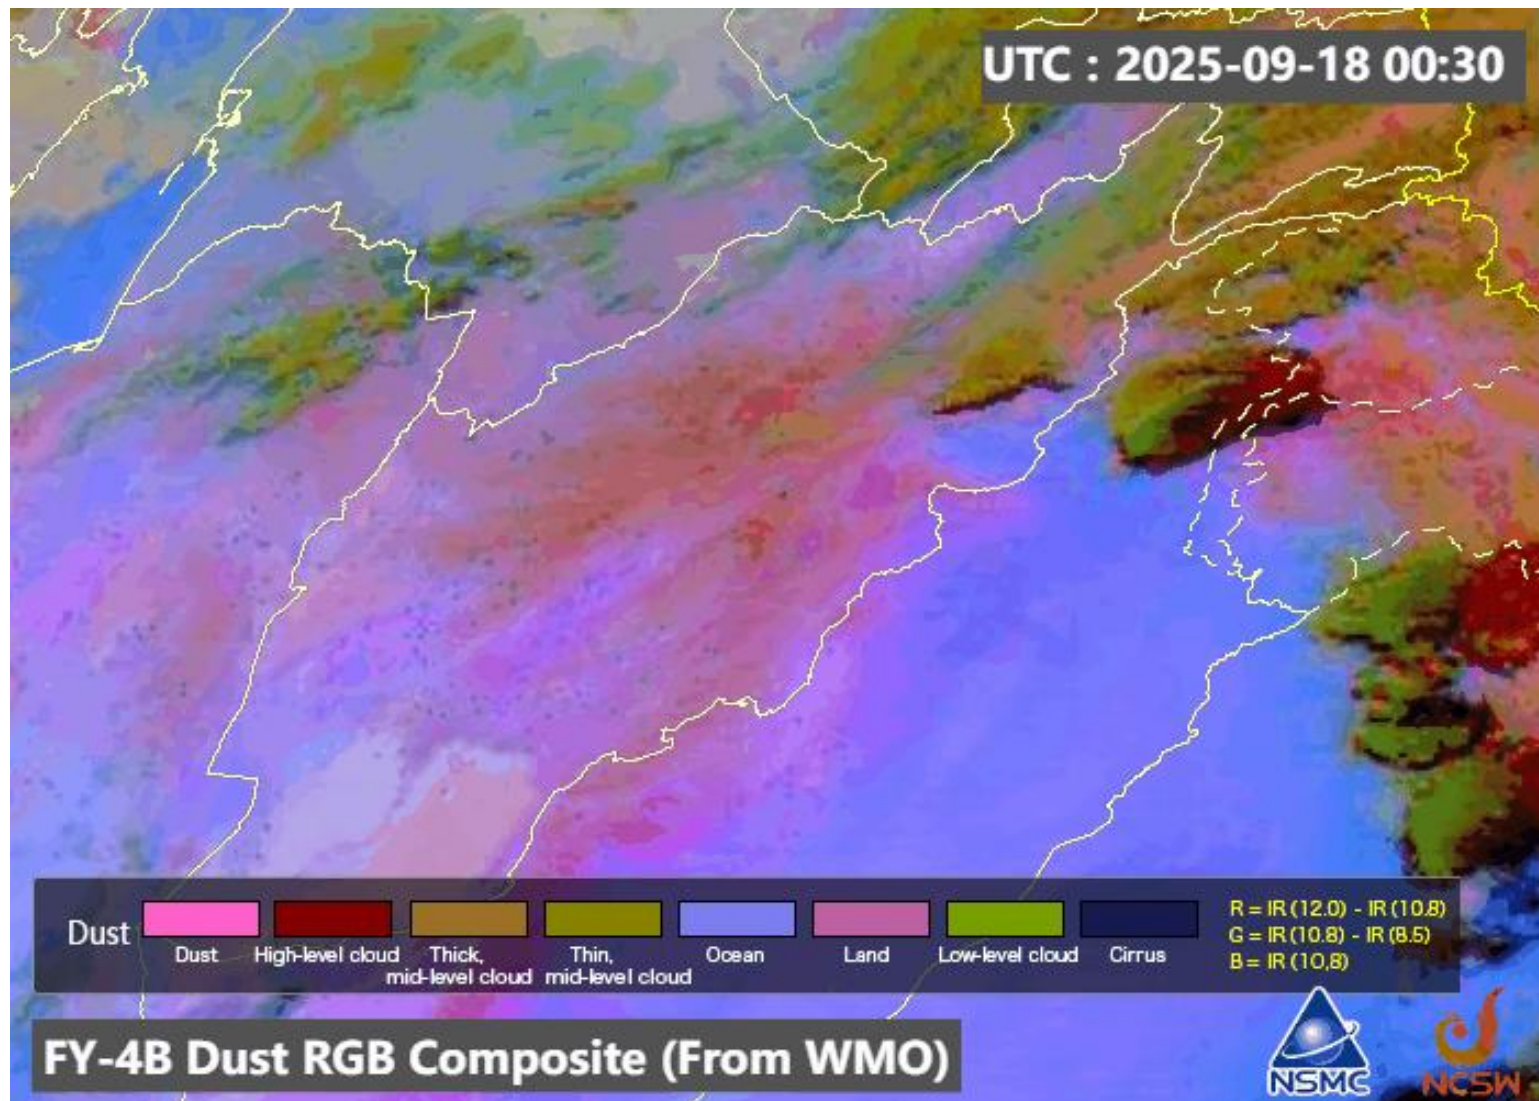 UTC : 2025-09-18 00:30
Dust
Dust
High-level cloud
Thick,
mid-level cloud
Thin,
mid-level cloud
Ocean
Land
Low-level cloud
Cirrus
R = IR (12.0) - IR (10.8)
G = IR (10.8) - IR (8.5)
B = IR (10,8)
FY-4B Dust RGB Composite (From WMO)
NSMC
NCSW